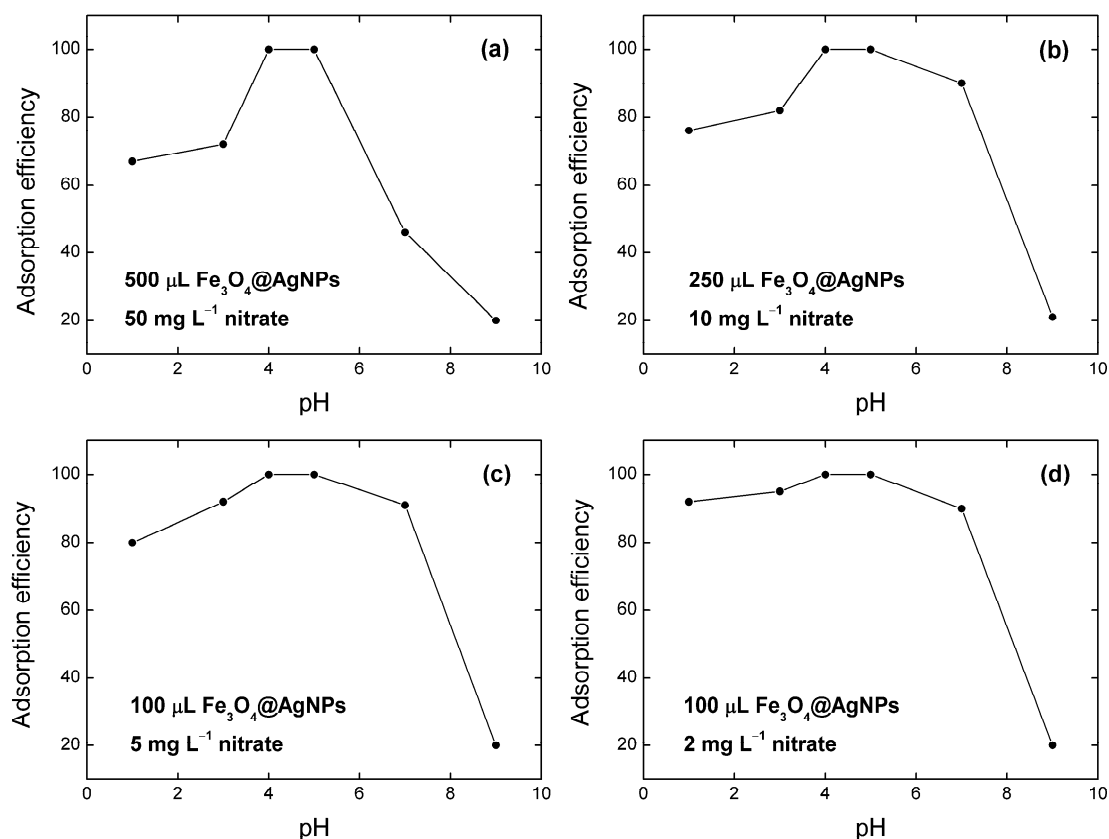 (a)
Adsorption efficiency
100
80
60
40
20
500 μL Fe₃O₄@AgNPs
50 mg L⁻¹ nitrate
0 2 4 6 8 10
pH
(b)
Adsorption efficiency
100
80
60
40
20
250 μL Fe₃O₄@AgNPs
10 mg L⁻¹ nitrate
0 2 4 6 8 10
pH
(c)
Adsorption efficiency
100
80
60
40
20
100 μL Fe₃O₄@AgNPs
5 mg L⁻¹ nitrate
0 2 4 6 8 10
pH
(d)
Adsorption efficiency
100
80
60
40
20
100 μL Fe₃O₄@AgNPs
2 mg L⁻¹ nitrate
0 2 4 6 8 10
pH